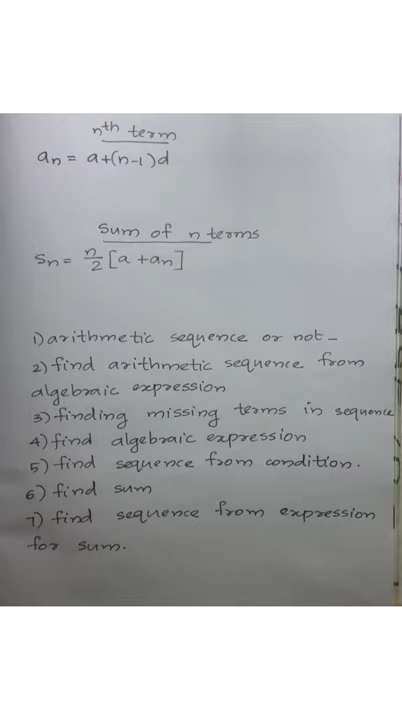 nth term
an = a+(n-1)d
Sum of n terms
Sn = n/2 [a + an]
1) arithmetic sequence or not -
2) find arithmetic sequence from
algebraic expression
3) finding missing terms in sequence
4) find algebraic expression
5) find sequence from condition.
6) find sum
7) find sequence from expression
for sum.